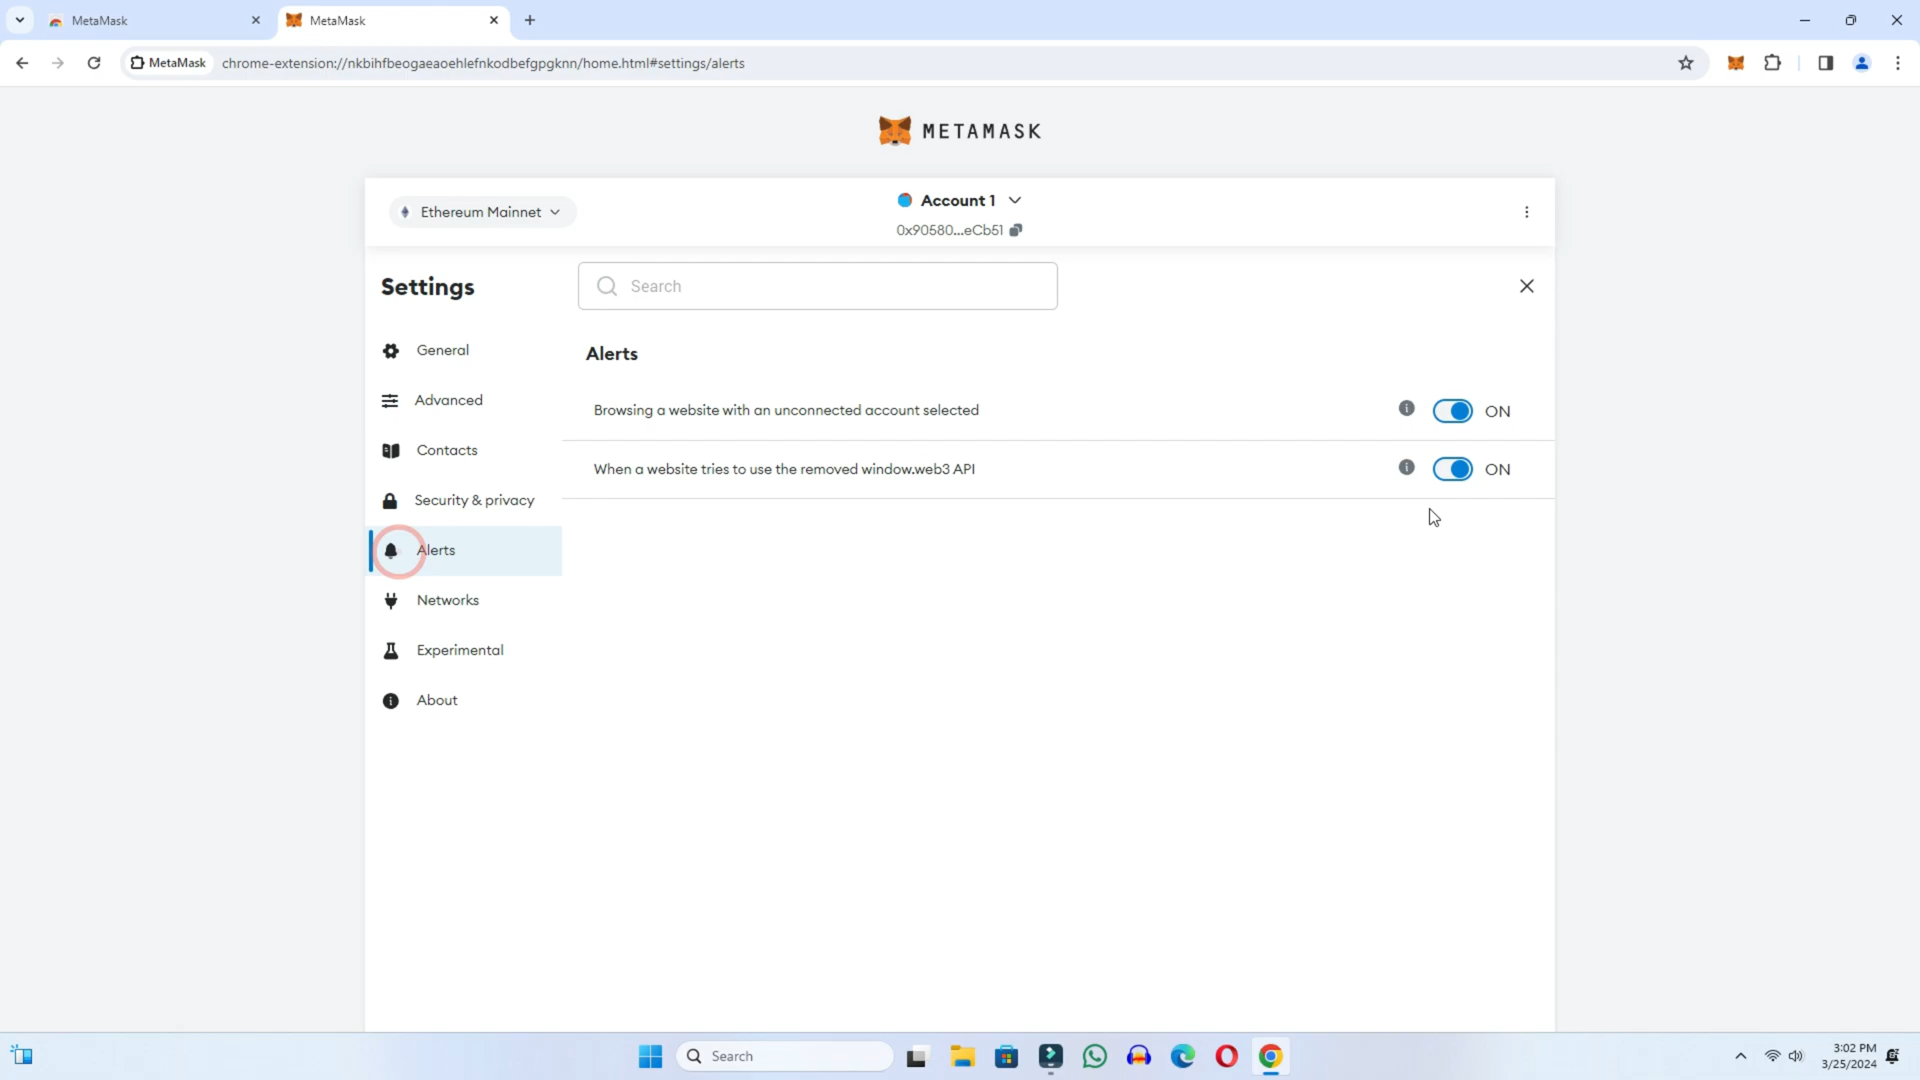 MetaMask
MetaMask
MetaMask
chrome-extension://nkbihfbeogaeaoehlefnkodbefgpgknn/home.html#settings/alerts
METAMASK
Ethereum Mainnet
Account 1
0x90580...eCb51
Settings
Search
General
Advanced
Contacts
Security & privacy
Alerts
Networks
Experimental
About
Alerts
Browsing a website with an unconnected account selected
ON
When a website tries to use the removed window.web3 API
ON
Search
3:02 PM
3/25/2024